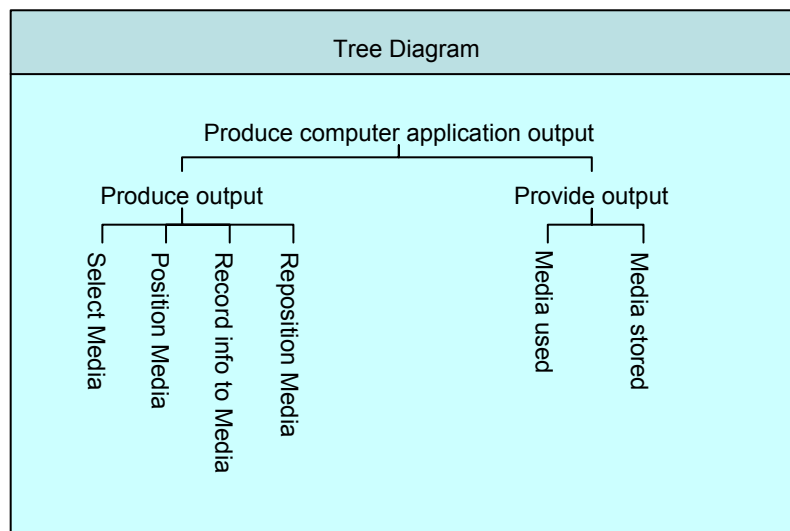 Tree Diagram
Produce computer application output
Produce output
Provide output
Select Media
Position Media
Record info to Media
Reposition Media
Media used
Media stored